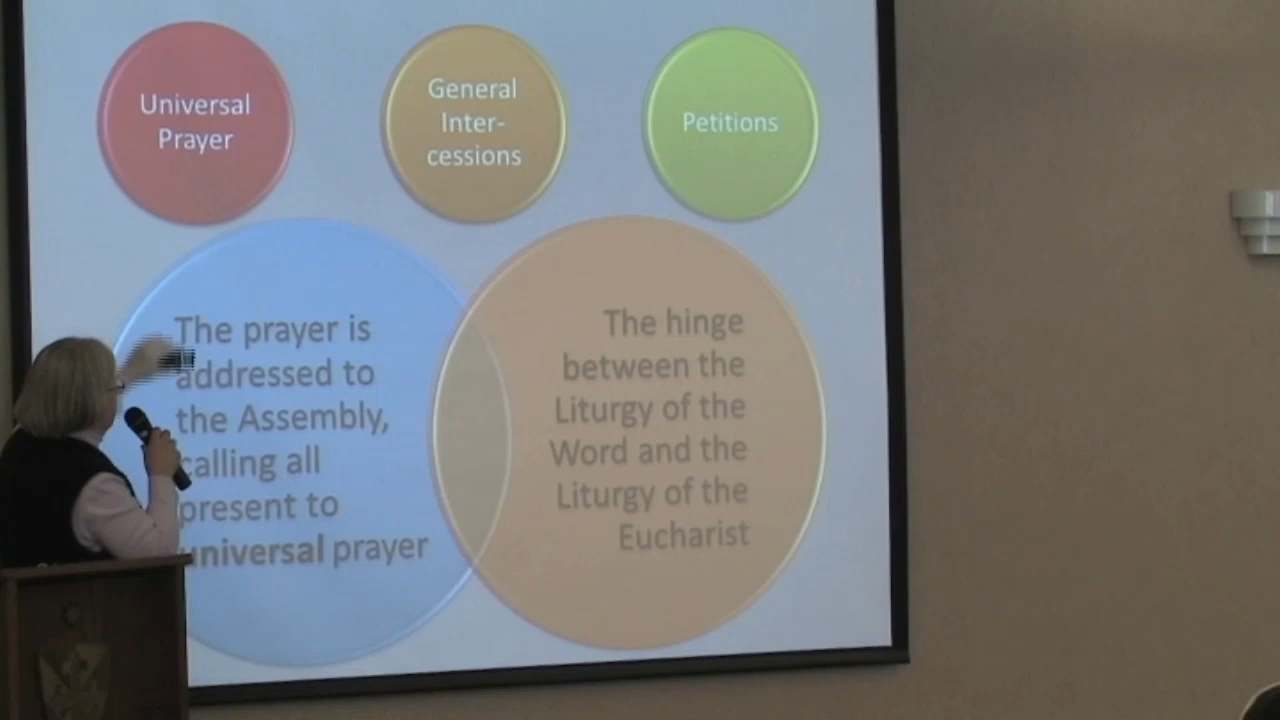 Universal
Prayer
General
Inter-
cessions
Petitions
The prayer is
addressed to
the Assembly,
calling all
present to
universal prayer
The hinge
between the
Liturgy of the
Word and the
Liturgy of the
Eucharist